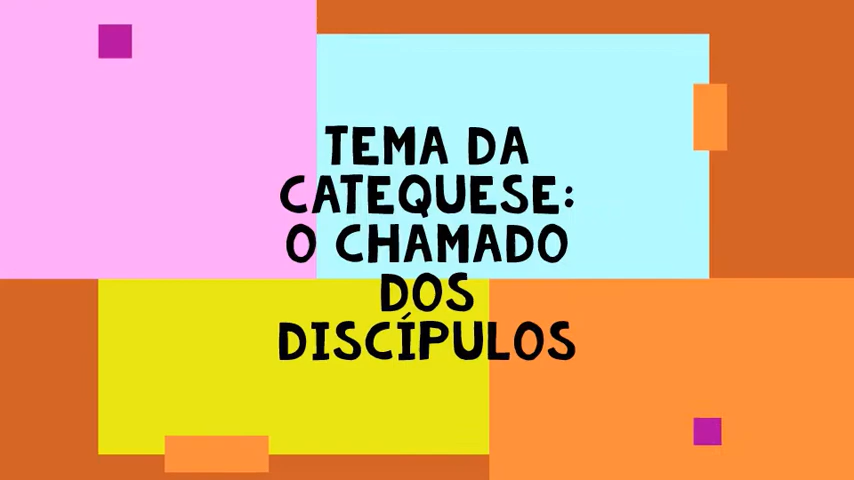 TEMA DA
CATEQUESE:
O CHAMADO
DOS
DISCÍPULOS